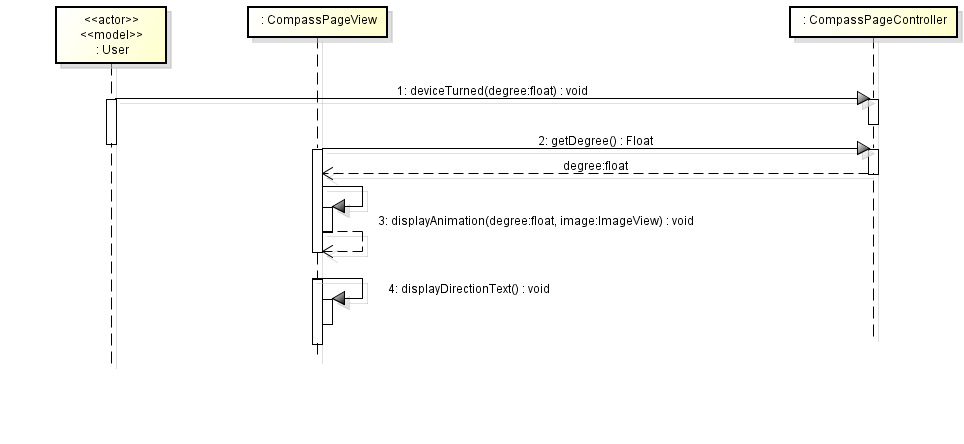 <<actor>>
<<model>>
: User
: CompassPageView
: CompassPageController
1: deviceTurned(degree:float) : void
2: getDegree() : Float
degree:float
3: displayAnimation(degree:float, image:ImageView) : void
4: displayDirectionText() : void